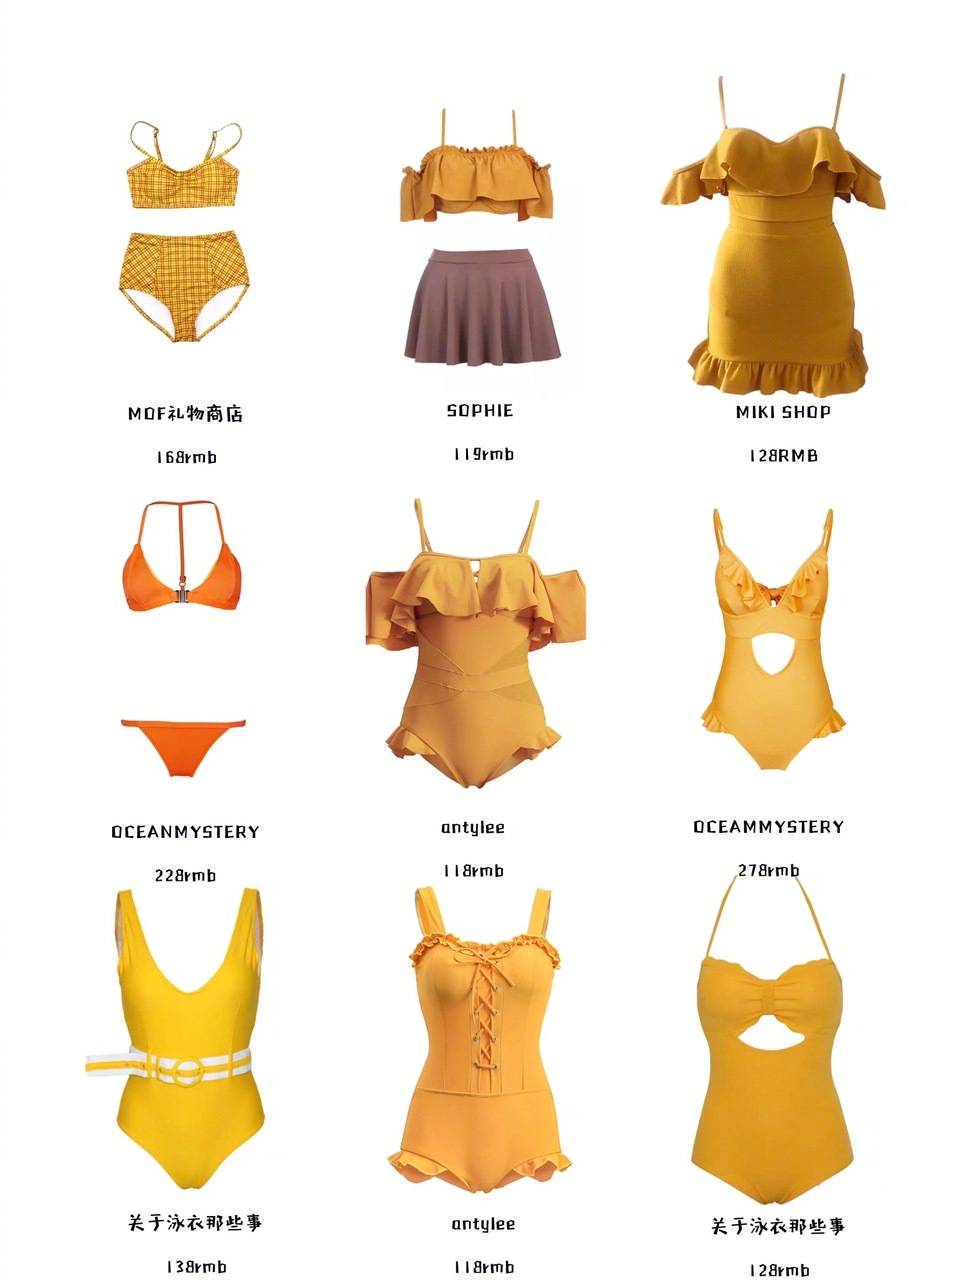 MOF礼物商店
SOPHIE
MIKI SHOP
168rmb
119rmb
128RMB
OCEANMYSTERY
antylee
OCEAMMYSTERY
228rmb
118rmb
278rmb
关于泳衣那些事
antylee
关于泳衣那些事
138rmb
118rmb
128rmb